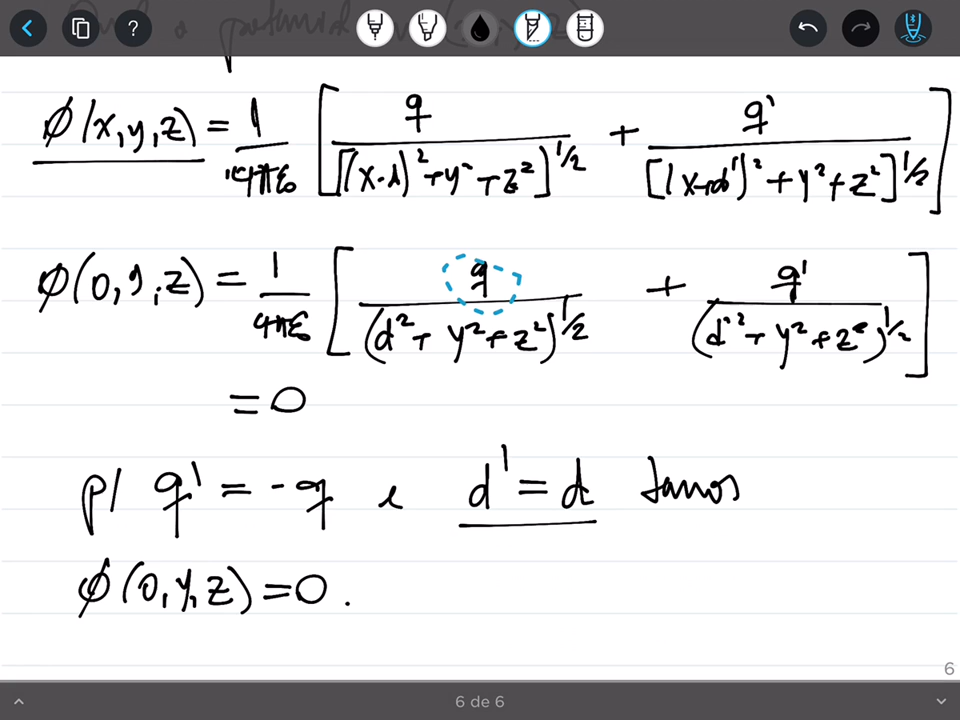 ?
ϕ(x,y,z) = 1/4πε₀ [ q/[(x-d)²+y²+z²]^1/2 + q'/[(x+d')²+y²+z²]^1/2 ]
ϕ(0,y,z) = 1/4πε₀ [ q/(d²+y²+z²)^1/2 + q'/(d'²+y²+z²)^1/2 ]
= 0
p/ q' = -q e d' = d temos
ϕ(0,y,z) = 0.
6
6 de 6